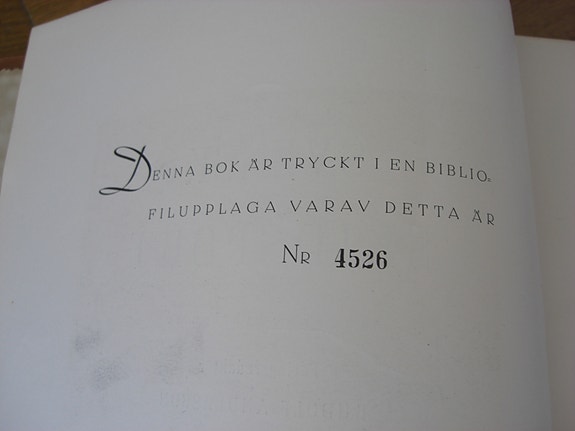 DENNA BOK ÄR TRYCKT I EN BIBLIO=
FILUPPLAGA VARAV DETTA ÄR
NR 4526